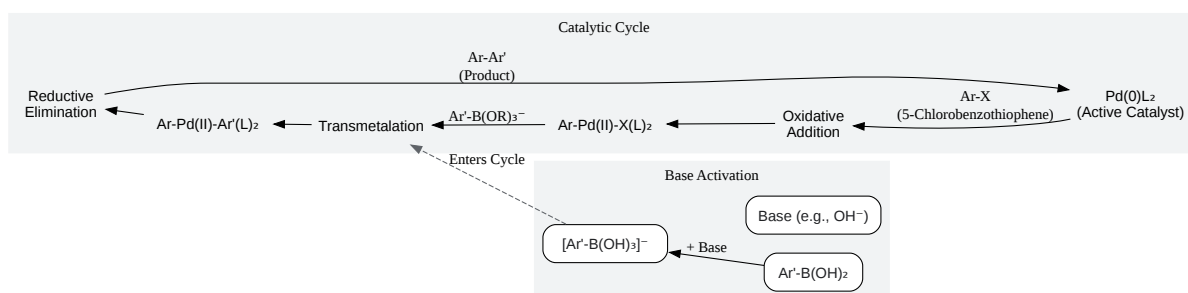 Catalytic Cycle
Ar-Ar'
(Product)
Reductive
Elimination
Ar-Pd(II)-Ar'(L)₂
Transmetalation
Ar'-B(OR)₃⁻
Ar-Pd(II)-X(L)₂
Oxidative
Addition
Ar-X
(5-Chlorobenzothiophene)
Pd(0)L₂
(Active Catalyst)
Enters Cycle
Base Activation
Base (e.g., OH⁻)
[Ar'-B(OH)₃]⁻
+ Base
Ar'-B(OH)₂